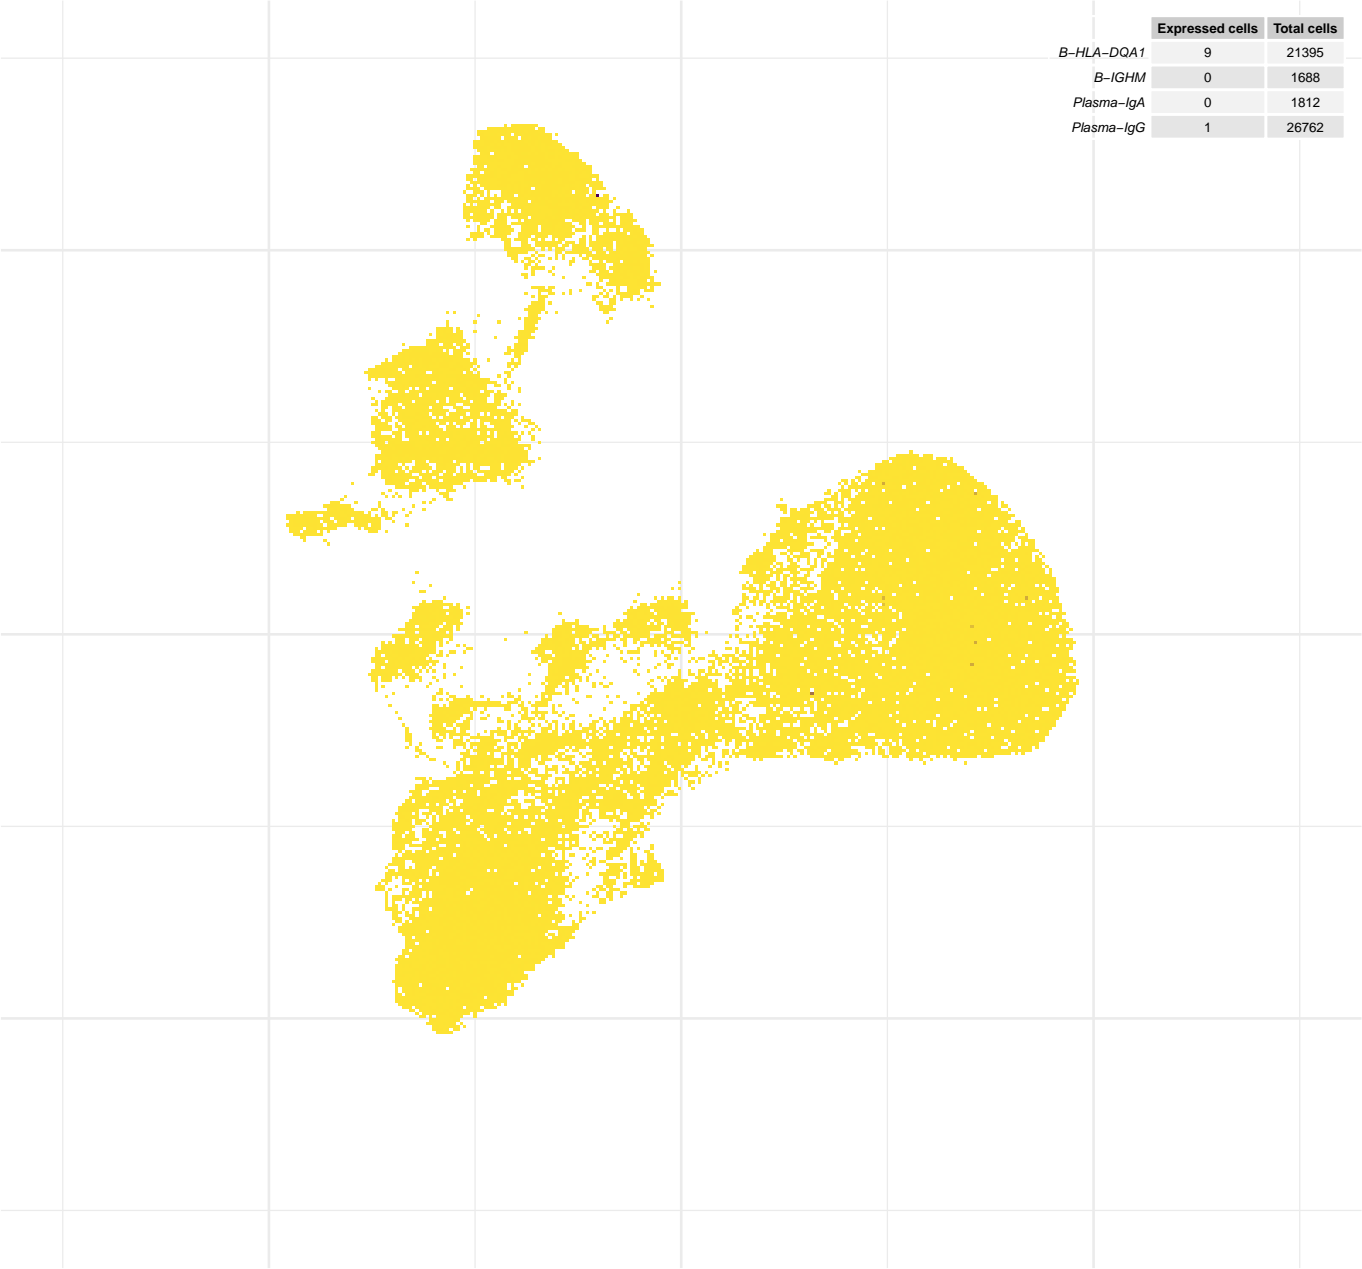 Expressed cells Total cells
B−HLA−DQA1 9 21395
B−IGHM 0 1688
Plasma−IgA 0 1812
Plasma−IgG 1 26762